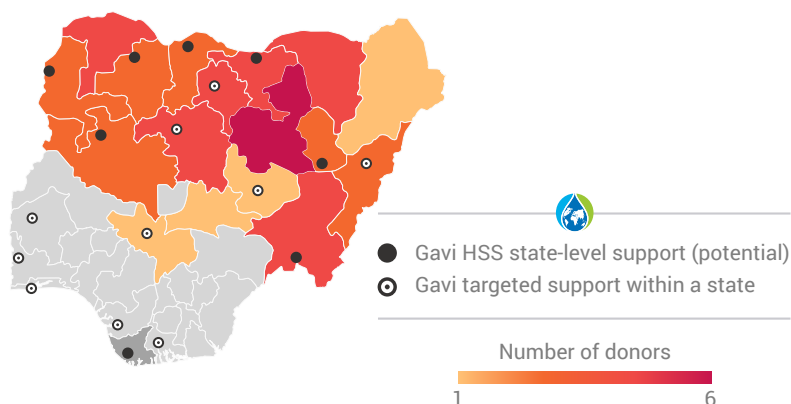 Gavi HSS state-level support (potential)
Gavi targeted support within a state
Number of donors
1 6